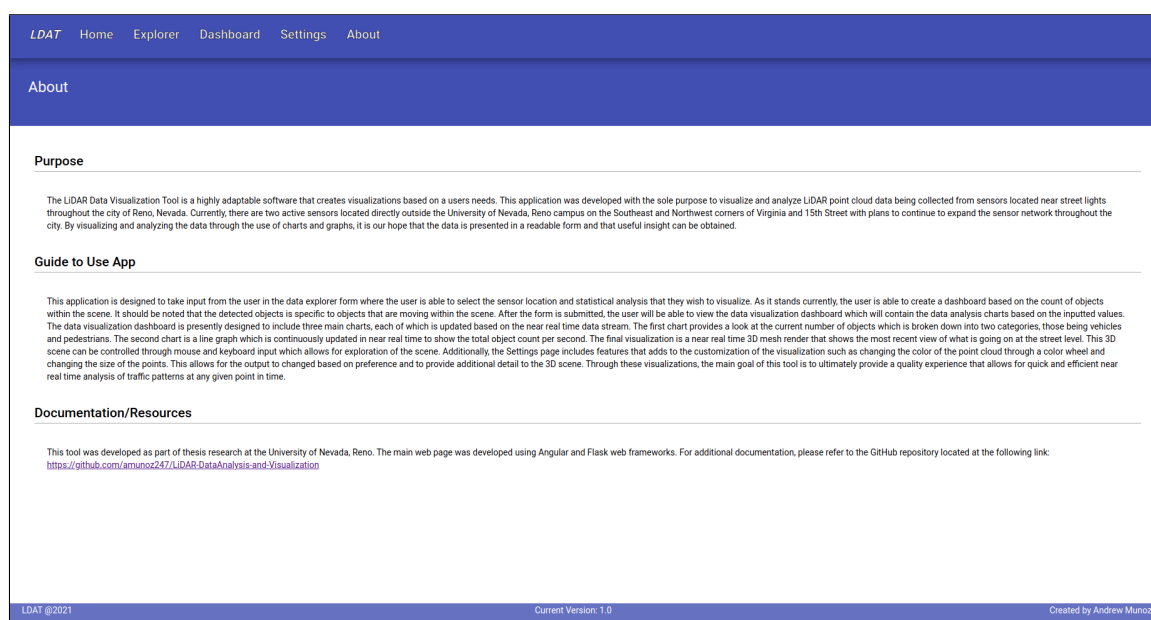 LDAT Home Explorer Dashboard Settings About
About
Purpose
The LiDAR Data Visualization Tool is a highly adaptable software that creates visualizations based on a users needs. This application was developed with the sole purpose to visualize and analyze LiDAR point cloud data being collected from sensors located near street lights
throughout the city of Reno, Nevada. Currently, there are two active sensors located directly outside the University of Nevada, Reno campus on the Southeast and Northwest corners of Virginia and 15th Street with plans to continue to expand the sensor network throughout the
city. By visualizing and analyzing the data through the use of charts and graphs, it is our hope that the data is presented in a readable form and that useful insight can be obtained.
Guide to Use App
This application is designed to take input from the user in the data explorer form where the user is able to select the sensor location and statistical analysis that they wish to visualize. As it stands currently, the user is able to create a dashboard based on the count of objects
within the scene. It should be noted that the detected objects is specific to objects that are moving within the scene. After the form is submitted, the user will be able to view the data visualization dashboard which will contain the data analysis charts based on the inputted values.
The data visualization dashboard is presently designed to include three main charts, each of which is updated based on the near real time data stream. The first chart provides a look at the current number of objects which is broken down into two categories, those being vehicles
and pedestrians. The second chart is a line graph which is continuously updated in near real time to show the total object count per second. The final visualization is a near real time 3D mesh render that shows the most recent view of what is going on at the street level. This 3D
scene can be controlled through mouse and keyboard input which allows for exploration of the scene. Additionally, the Settings page includes features that adds to the customization of the visualization such as changing the color of the point cloud through a color wheel and
changing the size of the points. This allows for the output to changed based on preference and to provide additional detail to the 3D scene. Through these visualizations, the main goal of this tool is to ultimately provide a quality experience that allows for quick and efficient near
real time analysis of traffic patterns at any given point in time.
Documentation/Resources
This tool was developed as part of thesis research at the University of Nevada, Reno. The main web page was developed using Angular and Flask web frameworks. For additional documentation, please refer to the GitHub repository located at the following link:
https://github.com/amunoz247/LiDAR-DataAnalysis-and-Visualization
LDAT @2021 Current Version: 1.0 Created by Andrew Munoz